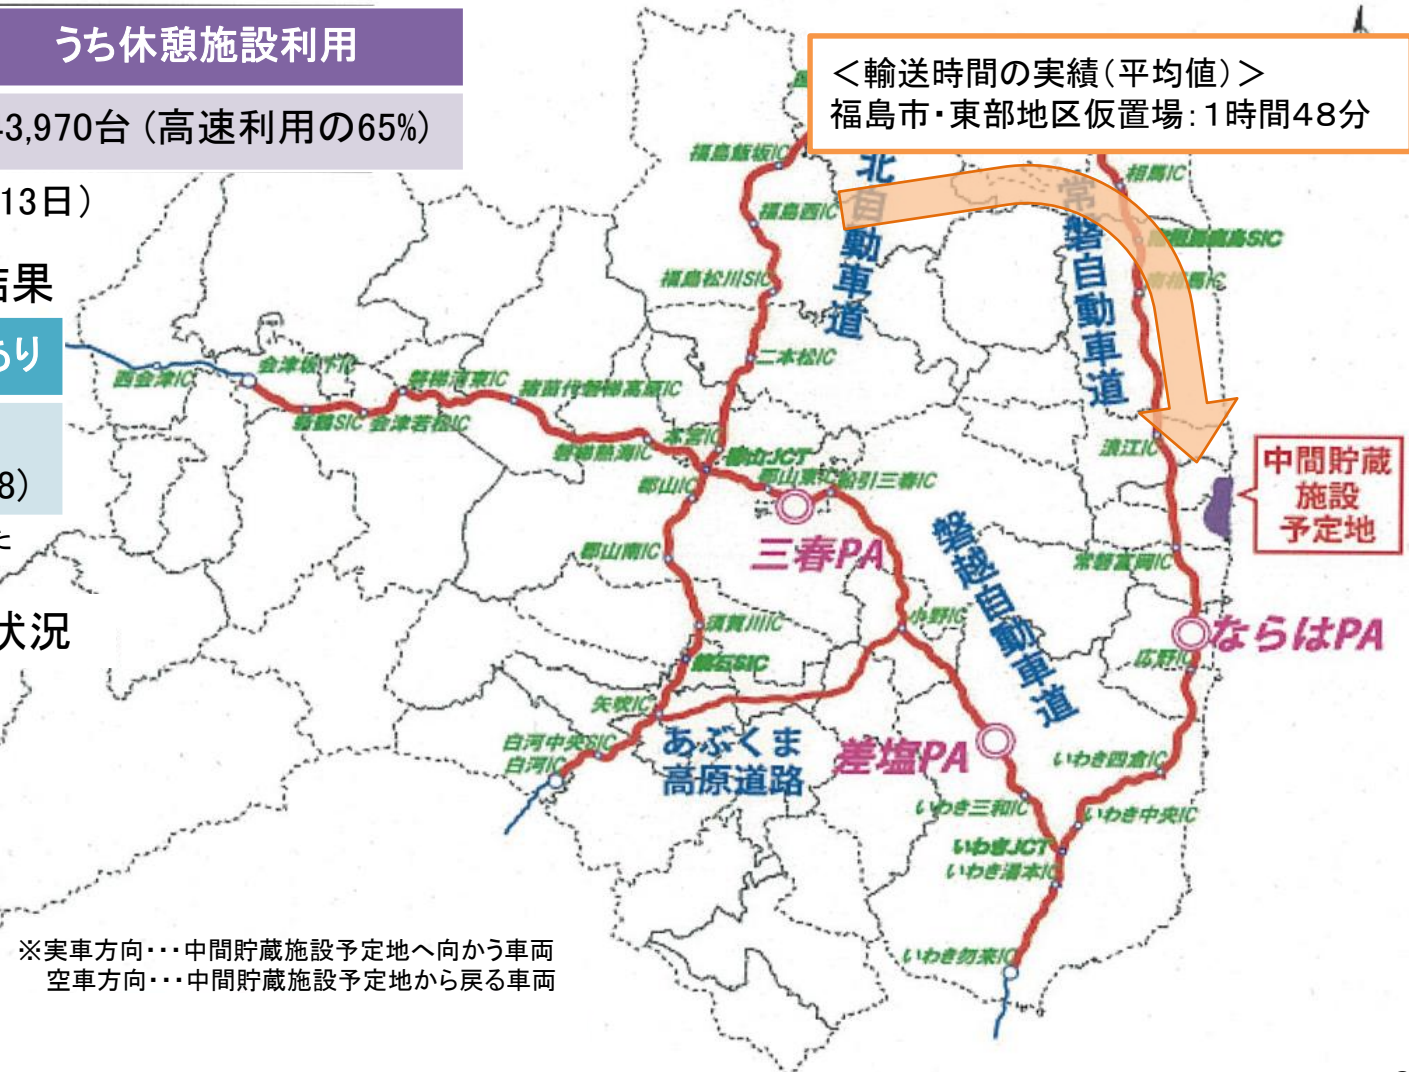 うち休憩施設利用
3,970台（高速利用の65%）
13日）
結果
あり
8）
た
状況
＜輸送時間の実績（平均値）＞
福島市・東部地区仮置場：１時間48分
福島飯坂IC
北自動車道
常磐自動車道
相馬IC
福島西IC
南相馬鹿島SIC
南相馬IC
福島松川SIC
二本松IC
西会津IC
会津坂下IC
磐梯河東IC
猪苗代磐梯高原IC
新鶴SIC
会津若松IC
本宮IC
磐梯熱海IC
郡山JCT
浪江IC
郡山東IC
船引三春IC
郡山IC
中間貯蔵
施設
予定地
三春PA
磐越自動車道
郡山南IC
常磐富岡IC
須賀川IC
小野IC
ならはPA
広野IC
鏡石SIC
矢吹IC
あぶくま
高原道路
白河中央SIC
白河IC
差塩PA
いわき四倉IC
いわき三和IC
いわき中央IC
いわきJCT
いわき湯本IC
いわき勿来IC
※実車方向・・・中間貯蔵施設予定地へ向かう車両
空車方向・・・中間貯蔵施設予定地から戻る車両